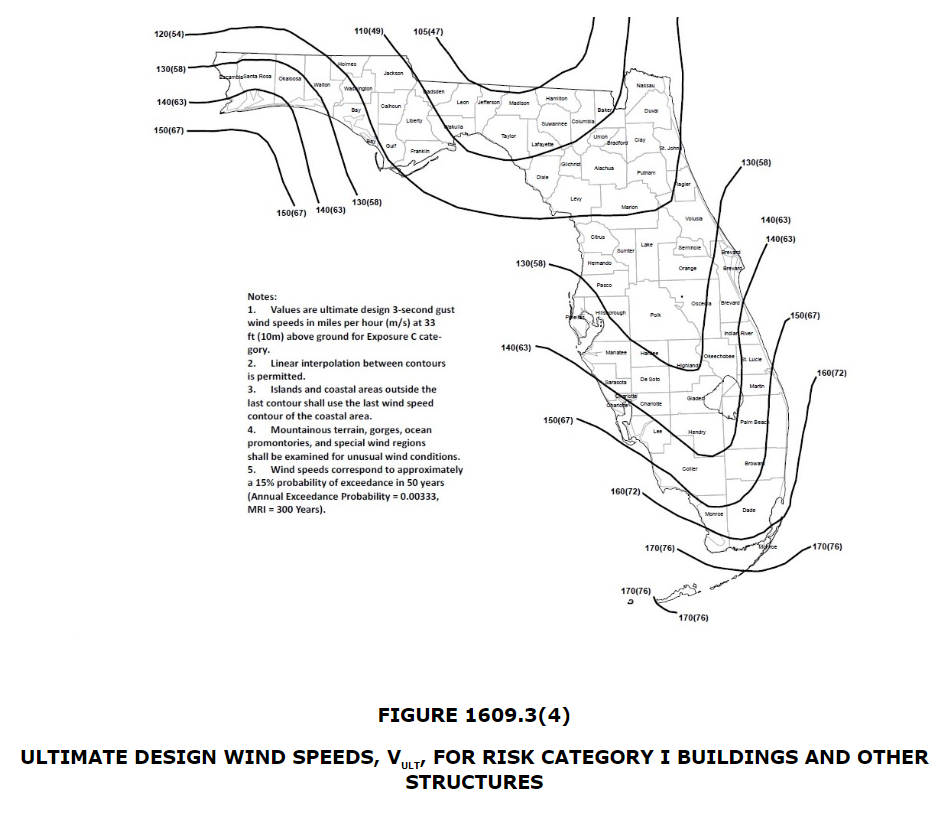 120(54)
110(49)
105(47)
130(58)
140(63)
150(67)
Holmes
Jackson
Escambia
Santa Rosa
Okaloosa
Walton
Washington
Bay
Calhoun
Gadsden
Leon
Jefferson
Madison
Hamilton
Liberty
Wakulla
Taylor
Suwannee
Columbia
Baker
Nassau
Duval
Bay
Gulf
Franklin
Lafayette
Union
Bradford
Clay
St. Johns
Dixie
Gilchrist
Alachua
Putnam
Flagler
Levy
Marion
Volusia
150(67)
140(63)
130(58)
130(58)
140(63)
140(63)
Citrus
Sumter
Lake
Seminole
Brevard
Hernando
Orange
Brevard
130(58)
Pasco
Osceola
Brevard
Pinellas
Hillsborough
Polk
Indian River
150(67)
140(63)
Manatee
Hardee
Highlands
Okeechobee
St. Lucie
160(72)
Sarasota
De Soto
Martin
Charlotte
Charlotte
Charlotte
Glades
150(67)
Lee
Hendry
Palm Beach
Collier
Broward
160(72)
Monroe
Dade
170(76)
Monroe
170(76)
170(76)
170(76)
Notes:
1. Values are ultimate design 3-second gust
wind speeds in miles per hour (m/s) at 33
ft (10m) above ground for Exposure C cate-
gory.
2. Linear interpolation between contours
is permitted.
3. Islands and coastal areas outside the
last contour shall use the last wind speed
contour of the coastal area.
4. Mountainous terrain, gorges, ocean
promontories, and special wind regions
shall be examined for unusual wind conditions.
5. Wind speeds correspond to approximately
a 15% probability of exceedance in 50 years
(Annual Exceedance Probability = 0.00333,
MRI = 300 Years).
FIGURE 1609.3(4)
ULTIMATE DESIGN WIND SPEEDS, VULT, FOR RISK CATEGORY I BUILDINGS AND OTHER
STRUCTURES